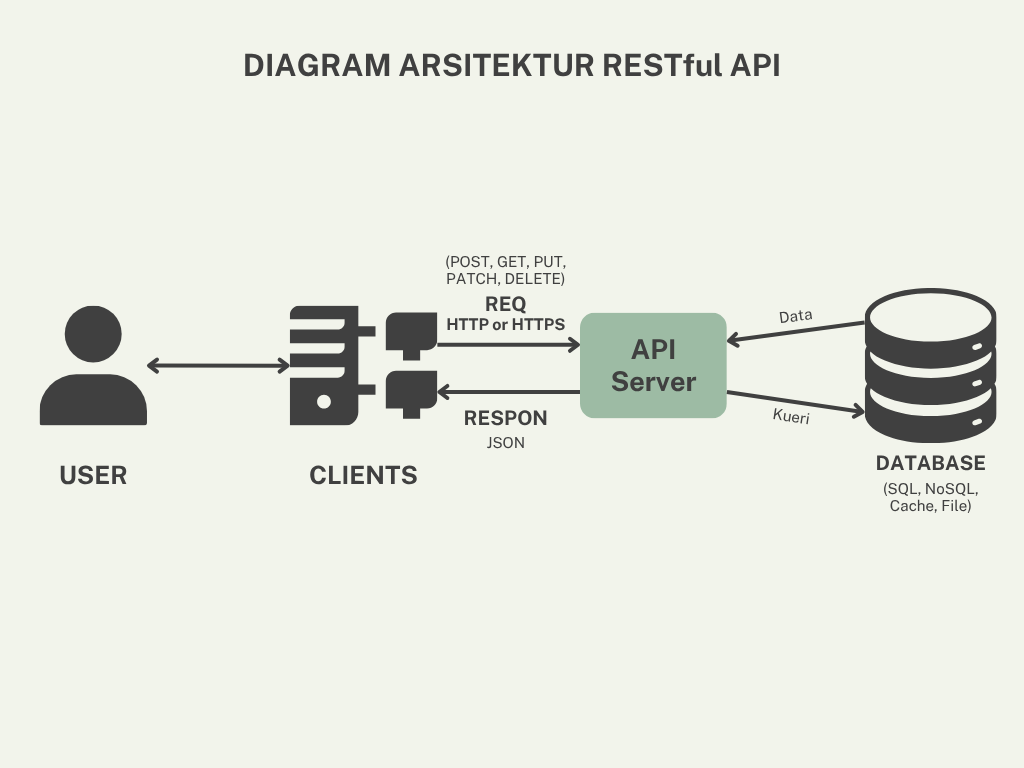 DIAGRAM ARSITEKTUR RESTful API
(POST, GET, PUT,
PATCH, DELETE)
REQ
HTTP or HTTPS
API
Server
RESPON
JSON
Data
Kueri
USER
CLIENTS
DATABASE
(SQL, NoSQL,
Cache, File)